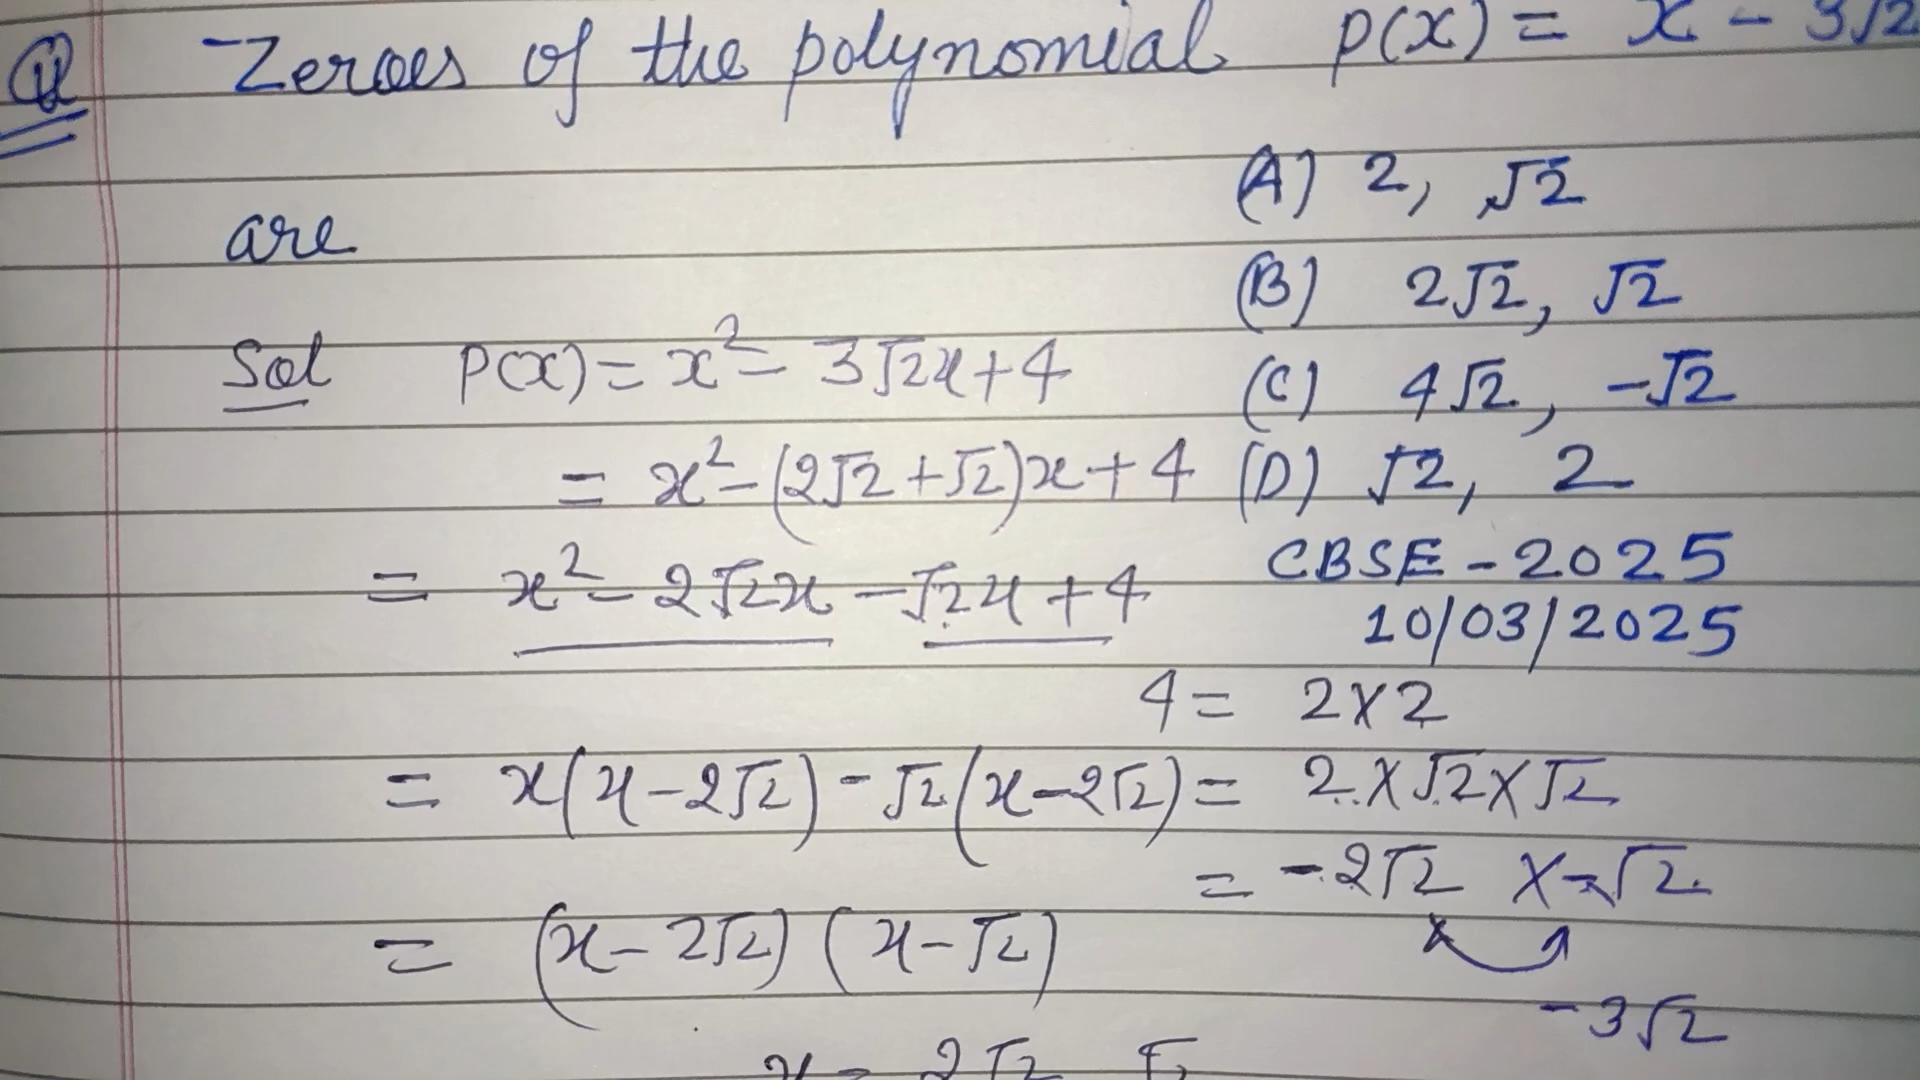 Q Zeroes of the polynomial p(x) = x - 3√2
are
(A) 2, √2
(B) 2√2, √2
(C) 4√2, -√2
(D) √2, 2
CBSE - 2025
10/03/2025
Sol P(x) = x² - 3√2x + 4
= x² - (2√2 + √2)x + 4
= x² - 2√2x - √2x + 4
4 = 2×2
= x(x - 2√2) - √2(x - 2√2)
= 2×√2×√2
= -2√2 × -√2
= (x - 2√2) (x - √2)
-3√2
x = 2√2